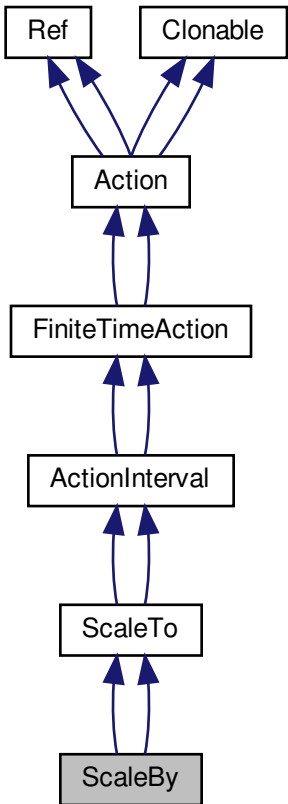 Ref
Clonable
Action
FiniteTimeAction
ActionInterval
ScaleTo
ScaleBy